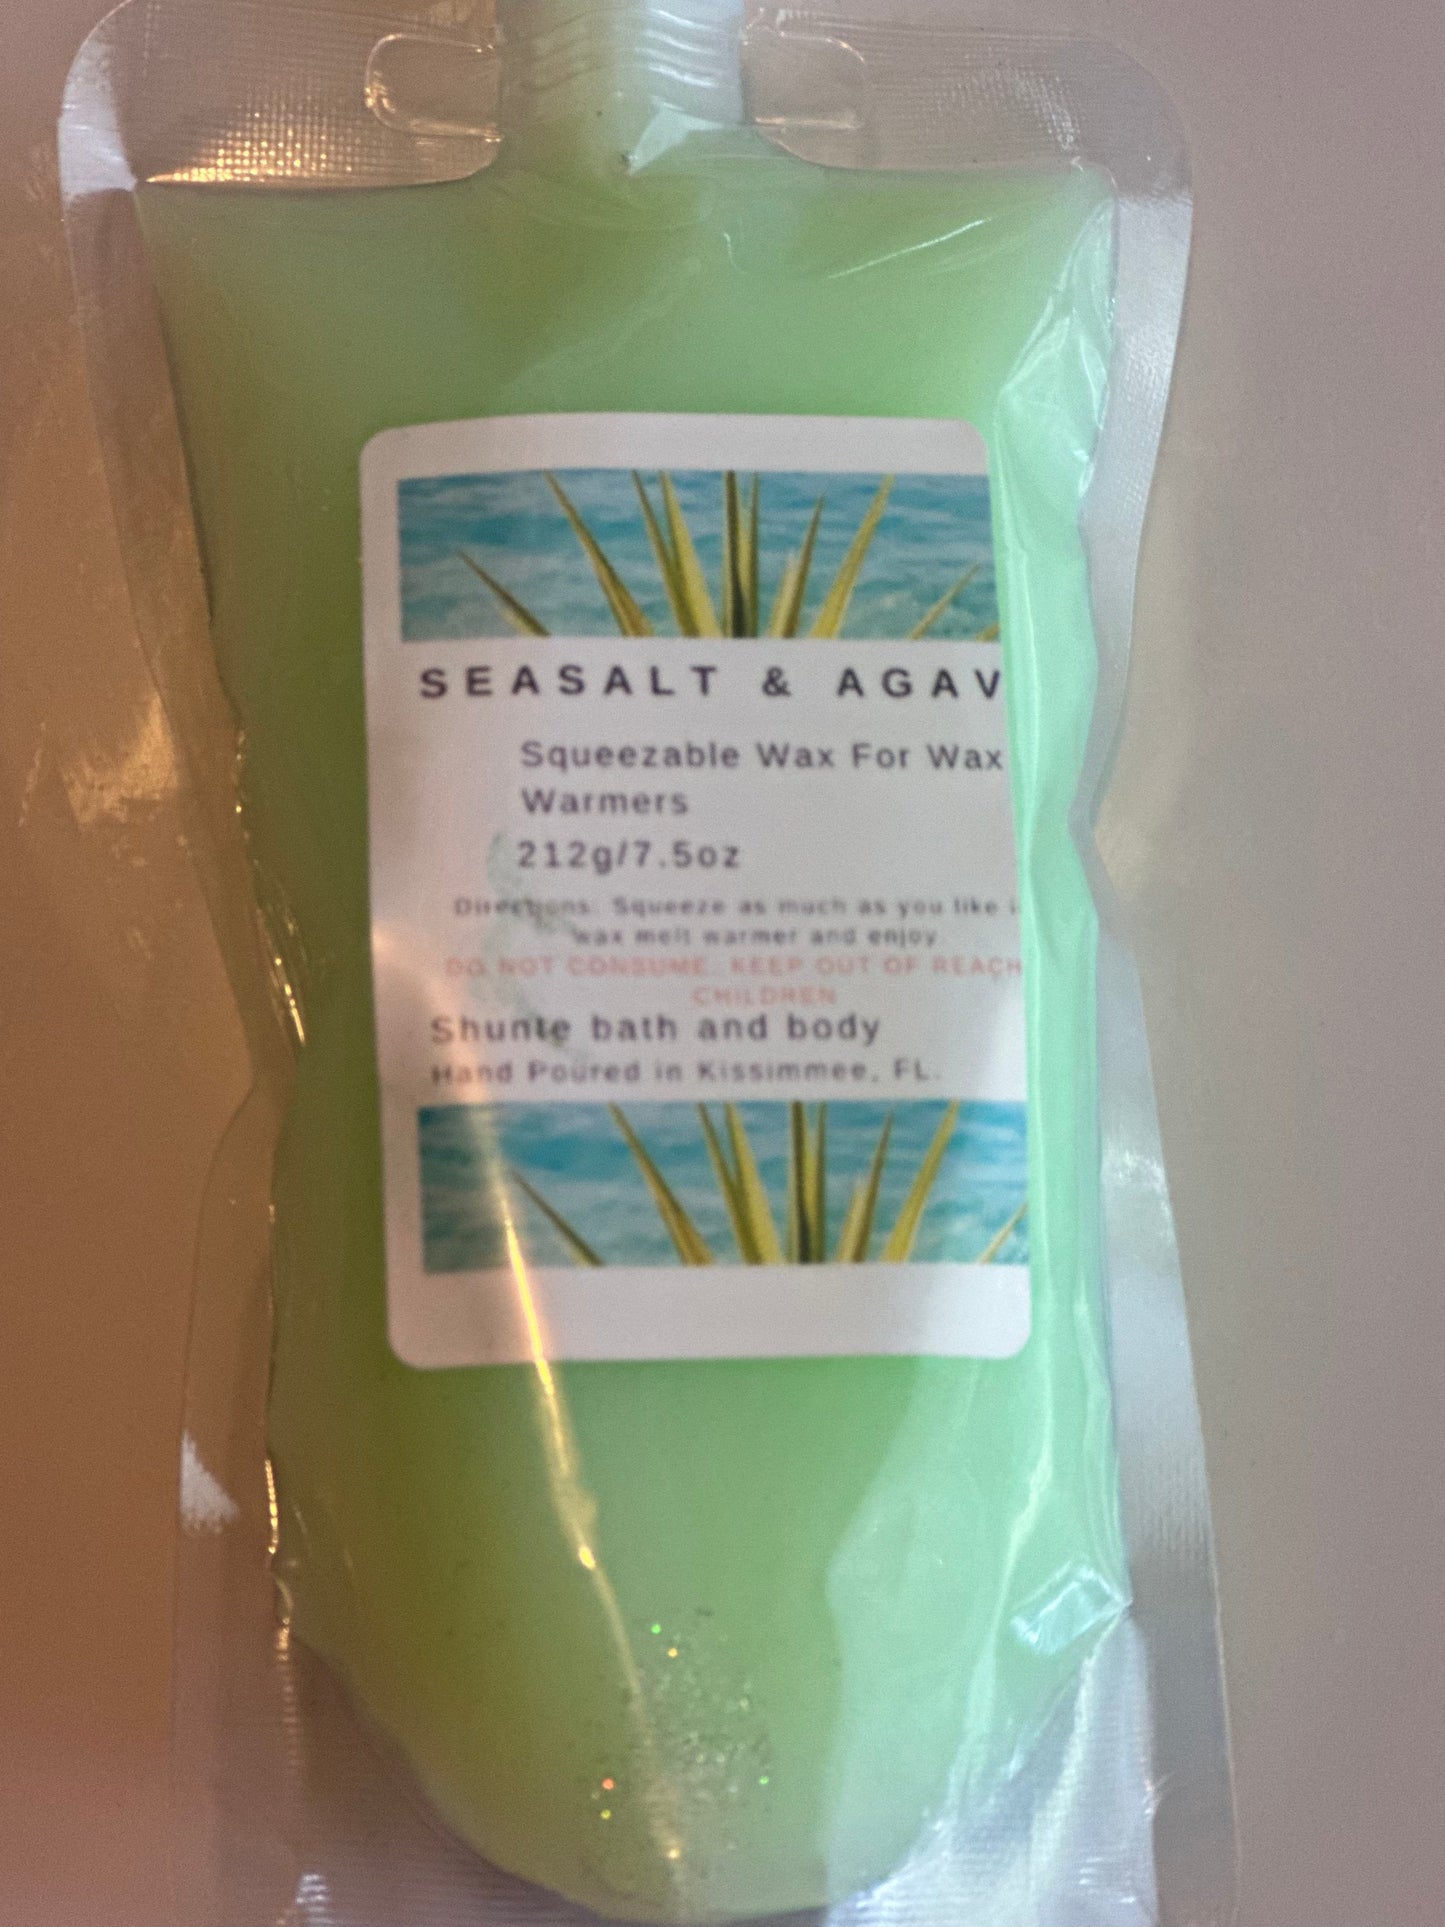 SEASALT & AGAV
Squeezable Wax For Wax
Warmers
212g/7.5oz
Directions: Squeeze as much as you like i
wax melt warmer and enjoy.
DO NOT CONSUME. KEEP OUT OF REACH
CHILDREN
Shunte bath and body
Hand Poured in Kissimmee, FL.